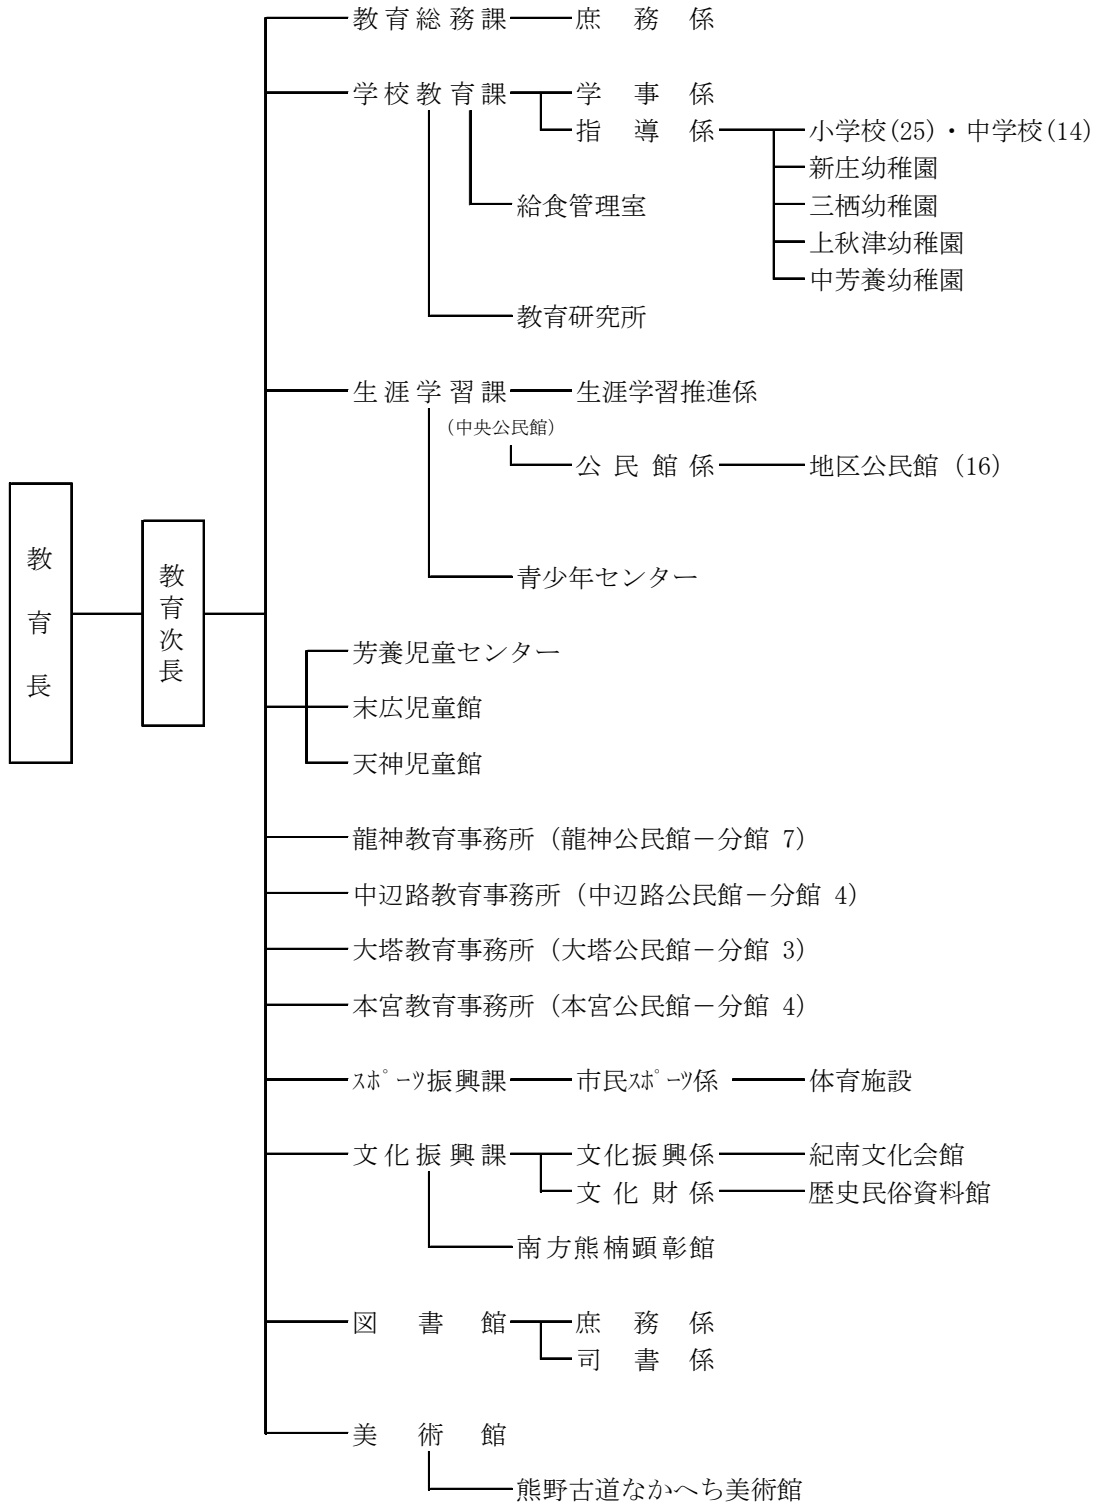 教育総務課 庶務係
学校教育課 学事係
指導係 小学校(25)・中学校(14)
新庄幼稚園
給食管理室 三栖幼稚園
上秋津幼稚園
中芳養幼稚園
教育研究所
生涯学習課 生涯学習推進係
(中央公民館)
公民館係 地区公民館 (16)
教育長
教育次長
青少年センター
芳養児童センター
末広児童館
天神児童館
龍神教育事務所 (龍神公民館－分館 7)
中辺路教育事務所 (中辺路公民館－分館 4)
大塔教育事務所 (大塔公民館－分館 3)
本宮教育事務所 (本宮公民館－分館 4)
ｽﾎﾟｰﾂ振興課 市民ｽﾎﾟｰﾂ係 体育施設
文化振興課 文化振興係 紀南文化会館
文化財係 歴史民俗資料館
南方熊楠顕彰館
図書館 庶務係
司書係
美術館
熊野古道なかへち美術館